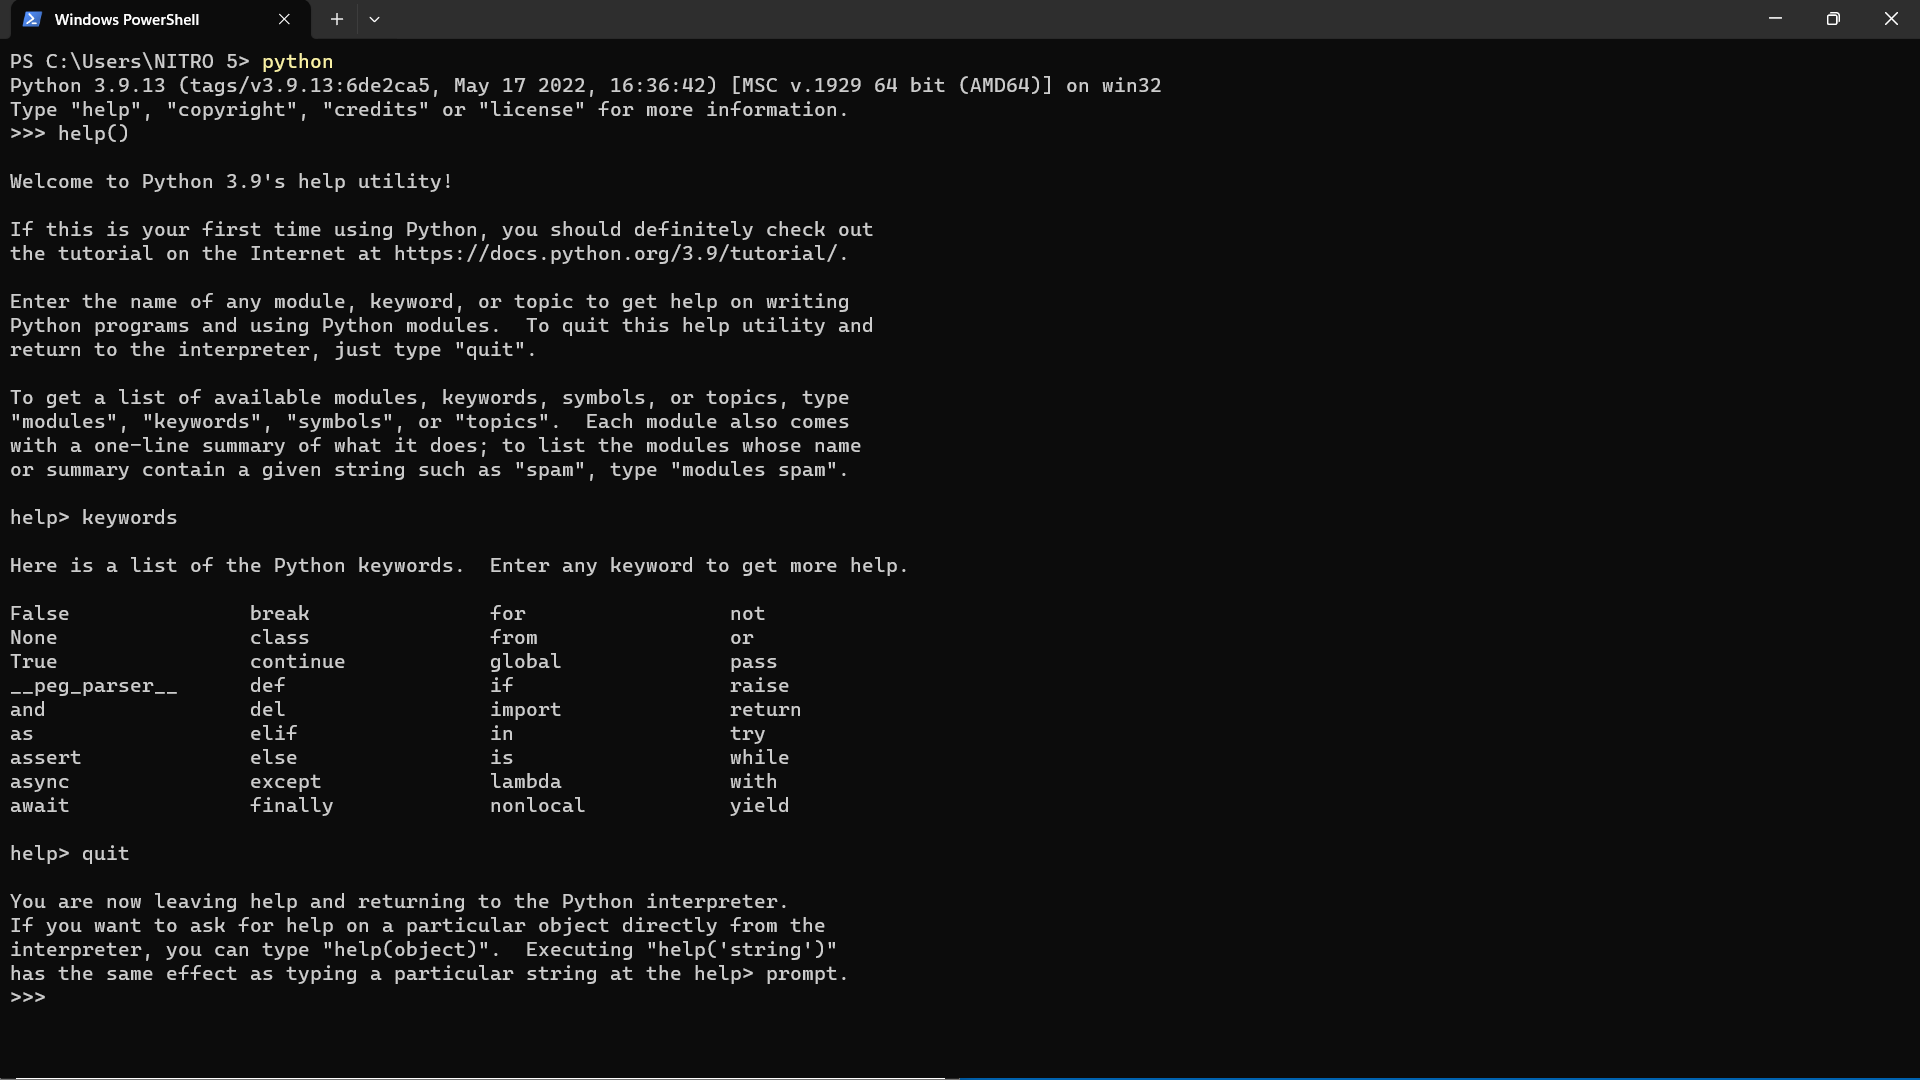 Windows PowerShell
PS C:\Users\NITRO 5> python
Python 3.9.13 (tags/v3.9.13:6de2ca5, May 17 2022, 16:36:42) [MSC v.1929 64 bit (AMD64)] on win32
Type "help", "copyright", "credits" or "license" for more information.
>>> help()

Welcome to Python 3.9's help utility!

If this is your first time using Python, you should definitely check out
the tutorial on the Internet at https://docs.python.org/3.9/tutorial/.

Enter the name of any module, keyword, or topic to get help on writing
Python programs and using Python modules.  To quit this help utility and
return to the interpreter, just type "quit".

To get a list of available modules, keywords, symbols, or topics, type
"modules", "keywords", "symbols", or "topics".  Each module also comes
with a one-line summary of what it does; to list the modules whose name
or summary contain a given string such as "spam", type "modules spam".

help> keywords

Here is a list of the Python keywords.  Enter any keyword to get more help.

False               break               for                 not
None                class               from                or
True                continue            global              pass
__peg_parser__      def                 if                  raise
and                 del                 import              return
as                  elif                in                  try
assert              else                is                  while
async               except              lambda              with
await               finally             nonlocal            yield

help> quit

You are now leaving help and returning to the Python interpreter.
If you want to ask for help on a particular object directly from the
interpreter, you can type "help(object)".  Executing "help('string')"
has the same effect as typing a particular string at the help> prompt.
>>>